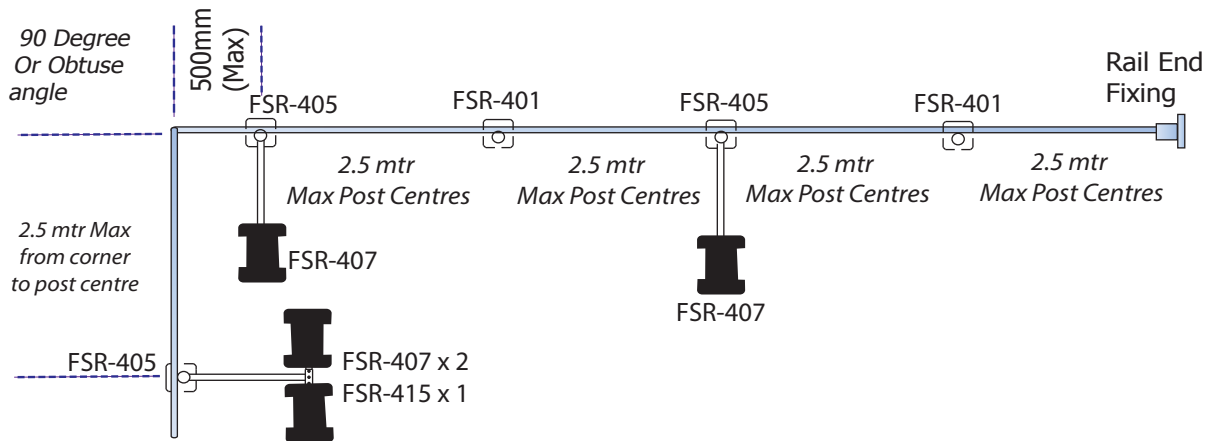 90 Degree
Or Obtuse
angle
500mm
(Max)
FSR-405
FSR-401
FSR-405
FSR-401
Rail End
Fixing
2.5 mtr
Max Post Centres
2.5 mtr
Max Post Centres
2.5 mtr
Max Post Centres
2.5 mtr
Max Post Centres
2.5 mtr Max
from corner
to post centre
FSR-407
FSR-407
FSR-405
FSR-407 x 2
FSR-415 x 1